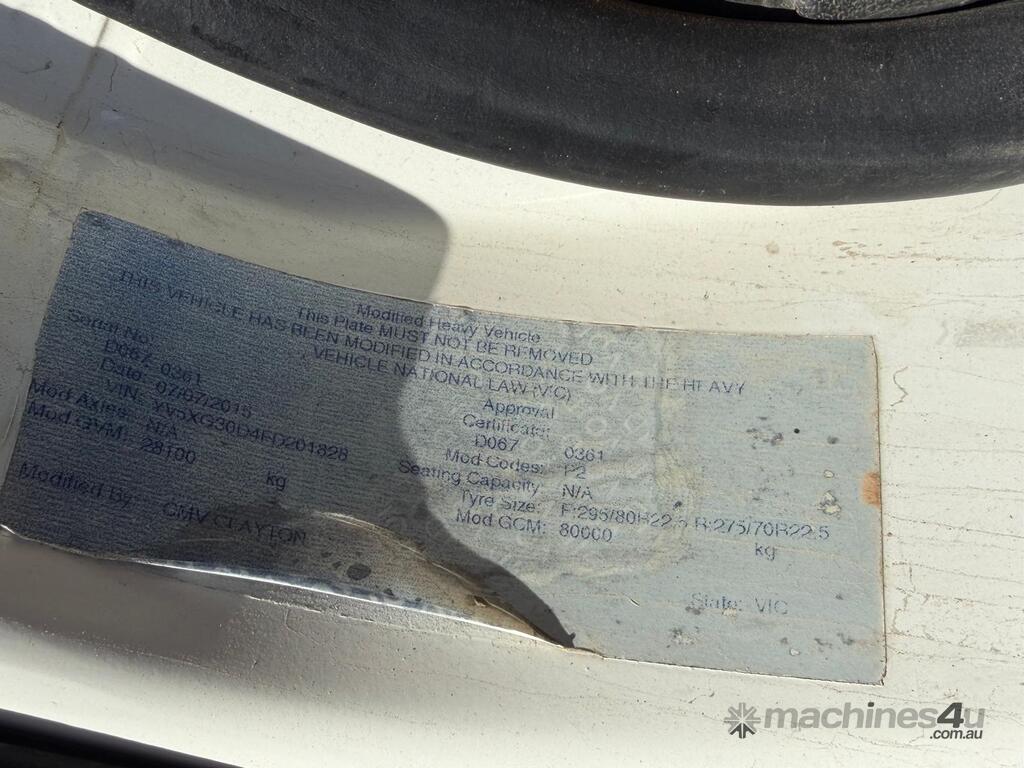 Modified Heavy Vehicle
This Plate MUST NOT BE REMOVED
THIS VEHICLE HAS BEEN MODIFIED IN ACCORDANCE WITH THE HEAVY
VEHICLE NATIONAL LAW (VIC)
Serial No:
D067 0361
Date: 07/07/2015
VIN: YV5XG30D4FD201828
Mod Axles: N/A
Mod GVM: 28100 kg
Modified By: CMV CLAYTON
Approval
Certificate:
D067 0361
Mod Codes: P2
Seating Capacity: N/A
Tyre Size: F:295/80R22.5 R:275/70R22.5
Mod GCM: 80000 kg
State: VIC
machines4u
.com.au